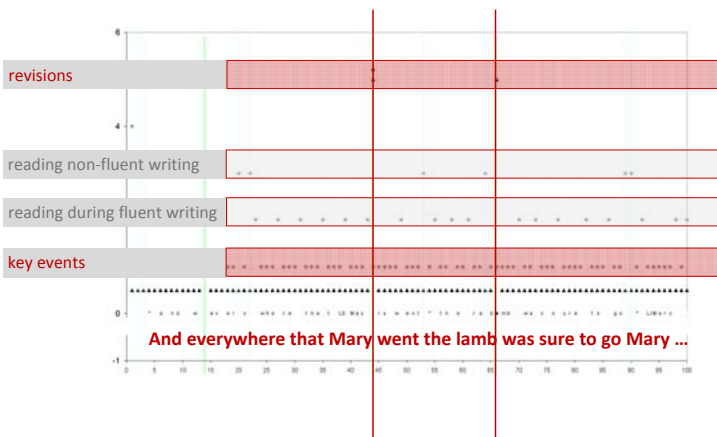 6
revisions
4
reading non-fluent writing
reading during fluent writing
key events
0
And everywhere that Mary went the lamb was sure to go Mary ...
-1
0 5 10 15 20 25 30 35 40 45 50 55 60 65 70 75 80 85 90 95 100